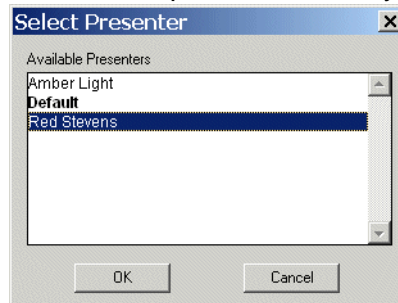 Select Presenter
Available Presenters
Amber Light
Default
Red Stevens
OK
Cancel